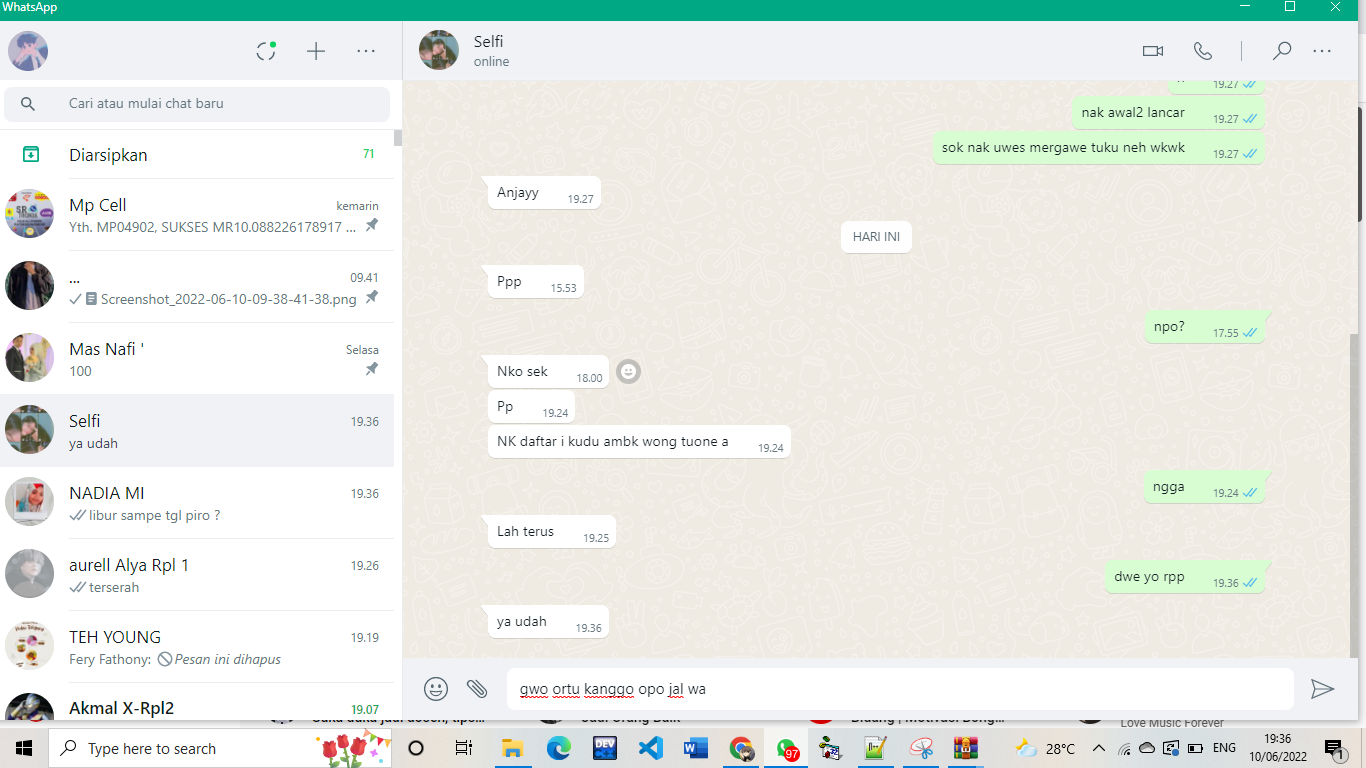 WhatsApp
Cari atau mulai chat baru
Diarsipkan 71
Mp Cell kemarin
Yth. MP04902, SUKSES MR10.088226178917 ...
... 09.41
Screenshot_2022-06-10-09-38-41-38.png
Mas Nafi ' Selasa
100
Selfi 19.36
ya udah
NADIA MI 19.36
libur sampe tgl piro ?
aurell Alya Rpl 1 19.26
terserah
TEH YOUNG 19.19
Fery Fathony: Pesan ini dihapus
Akmal X-Rpl2 19.07
Selfi
online
19.27
nak awal2 lancar 19.27
sok nak uwes mergawe tuku neh wkwk 19.27
Anjayy 19.27
HARI INI
Ppp 15.53
npo? 17.55
Nko sek 18.00
Pp 19.24
NK daftar i kudu ambk wong tuone a 19.24
ngga 19.24
Lah terus 19.25
dwe yo rpp 19.36
ya udah 19.36
gwo ortu kanggo opo jal wa
Love Music Forever
Type here to search
DEV
97
28°C
ENG
19:36
10/06/2022
1